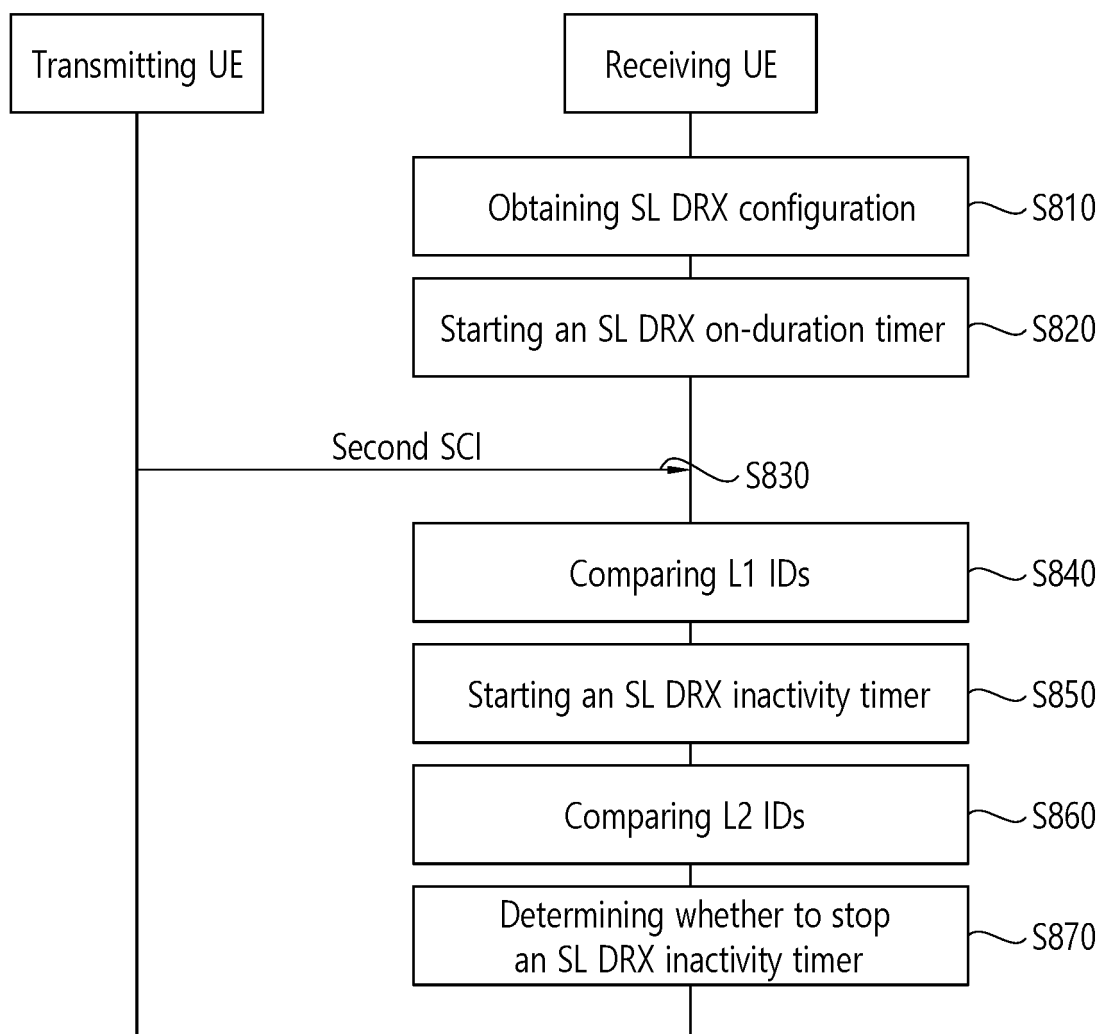 Transmitting UE
Receiving UE
Obtaining SL DRX configuration
S810
Starting an SL DRX on-duration timer
S820
Second SCI
S830
Comparing L1 IDs
S840
Starting an SL DRX inactivity timer
S850
Comparing L2 IDs
S860
Determining whether to stop
an SL DRX inactivity timer
S870